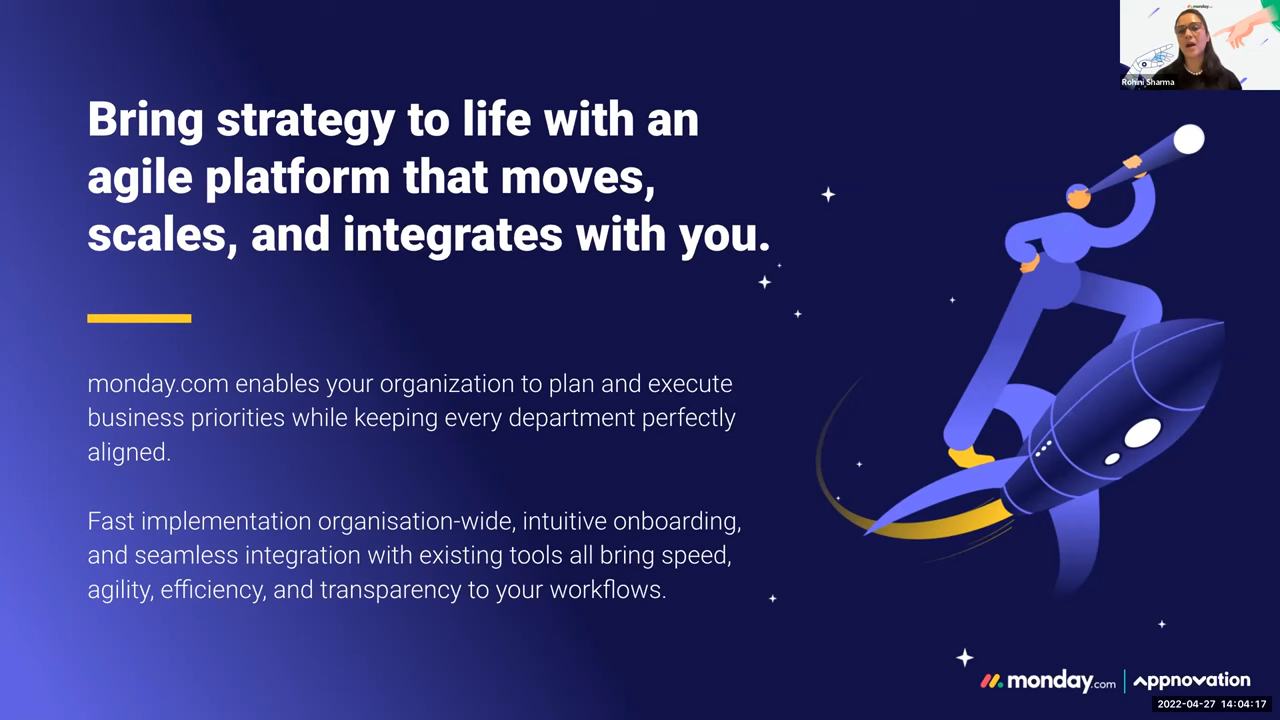 monday...
Rohini Sharma
Bring strategy to life with an
agile platform that moves,
scales, and integrates with you.
monday.com enables your organization to plan and execute
business priorities while keeping every department perfectly
aligned.
Fast implementation organisation-wide, intuitive onboarding,
and seamless integration with existing tools all bring speed,
agility, efficiency, and transparency to your workflows.
monday.com | Appnovation
2022-04-27 14:04:17